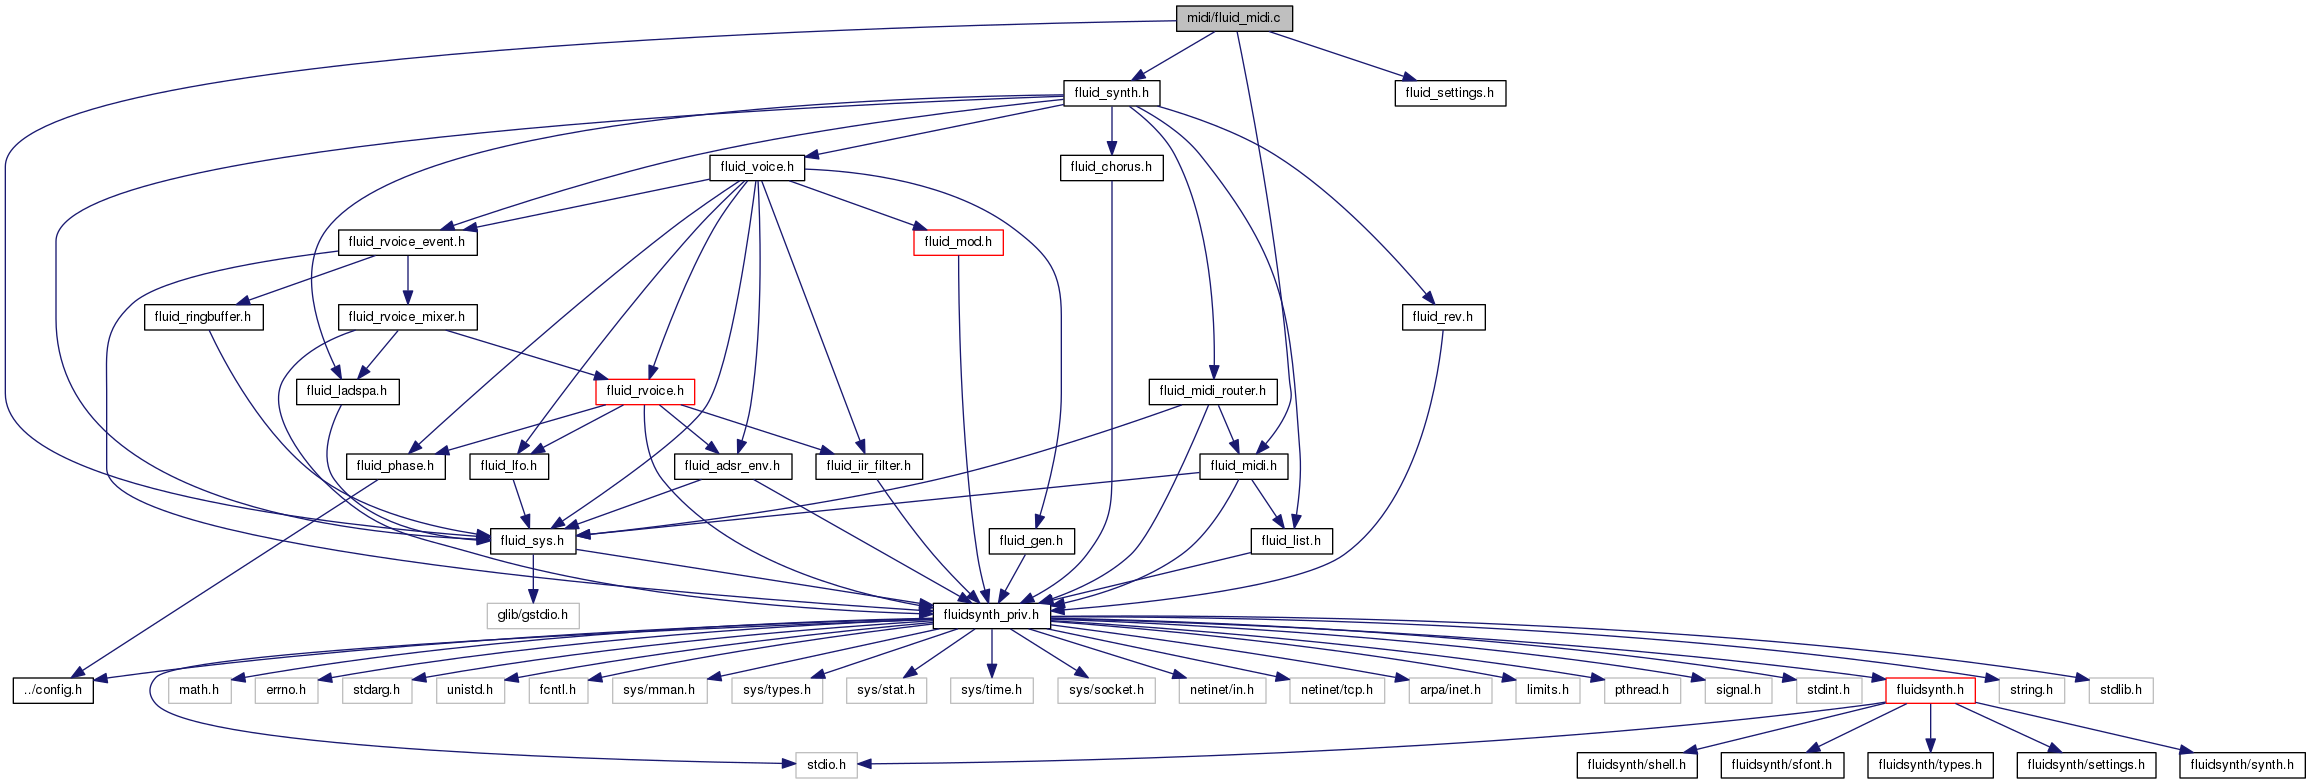 midi/fluid_midi.c
fluid_synth.h
fluid_settings.h
fluid_voice.h
fluid_chorus.h
fluid_rvoice_event.h
fluid_mod.h
fluid_ringbuffer.h
fluid_rvoice_mixer.h
fluid_rev.h
fluid_ladspa.h
fluid_rvoice.h
fluid_midi_router.h
fluid_phase.h
fluid_lfo.h
fluid_adsr_env.h
fluid_iir_filter.h
fluid_midi.h
fluid_sys.h
fluid_gen.h
fluid_list.h
glib/gstdio.h
fluidsynth_priv.h
../config.h
math.h
errno.h
stdarg.h
unistd.h
fcntl.h
sys/mman.h
sys/types.h
sys/stat.h
sys/time.h
sys/socket.h
netinet/in.h
netinet/tcp.h
arpa/inet.h
limits.h
pthread.h
signal.h
stdint.h
fluidsynth.h
string.h
stdlib.h
stdio.h
fluidsynth/shell.h
fluidsynth/sfont.h
fluidsynth/types.h
fluidsynth/settings.h
fluidsynth/synth.h